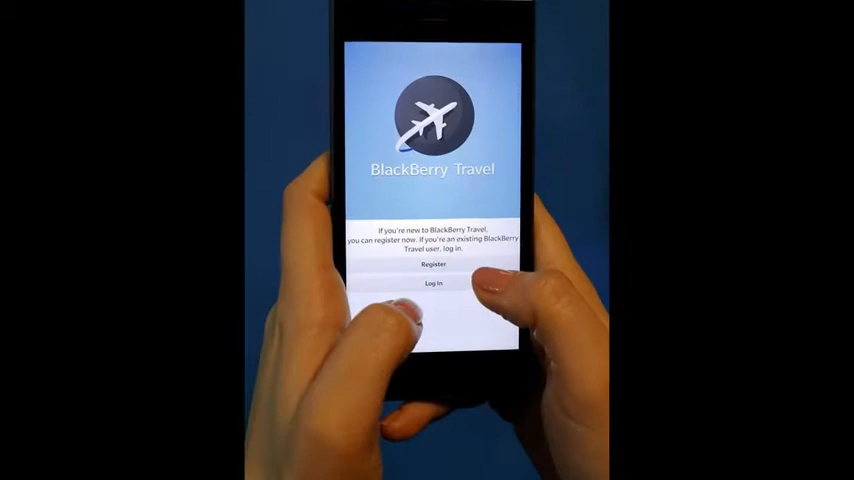 BlackBerry Travel
If you're new to BlackBerry Travel,
you can register now. If you're an existing BlackBerry
Travel user, log in.
Register
Log In